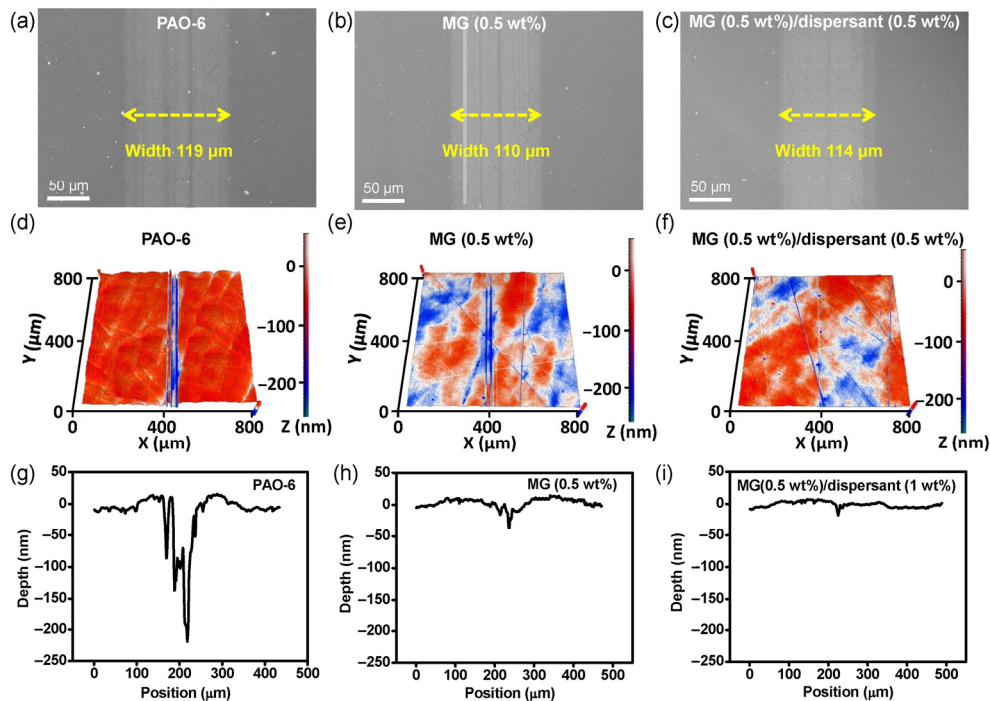 (a)
PAO-6
Width 119 μm
50 μm
(b)
MG (0.5 wt%)
Width 110 μm
50 μm
(c)
MG (0.5 wt%)/dispersant (0.5 wt%)
Width 114 μm
50 μm
(d)
PAO-6
800
400
0
Y (μm)
0
400
800
X (μm)
0
−100
−200
Z (nm)
(e)
MG (0.5 wt%)
800
400
0
Y (μm)
0
400
800
X (μm)
0
−100
−200
Z (nm)
(f)
MG (0.5 wt%)/dispersant (0.5 wt%)
800
400
0
Y (μm)
0
400
800
X (μm)
0
−100
−200
Z (nm)
(g)
PAO-6
50
0
−50
−100
−150
−200
−250
Depth (nm)
0 100 200 300 400 500
Position (μm)
(h)
MG (0.5 wt%)
50
0
−50
−100
−150
−200
−250
Depth (nm)
0 100 200 300 400 500
Position (μm)
(i)
MG(0.5 wt%)/dispersant (1 wt%)
50
0
−50
−100
−150
−200
−250
Depth (nm)
0 100 200 300 400 500
Position (μm)